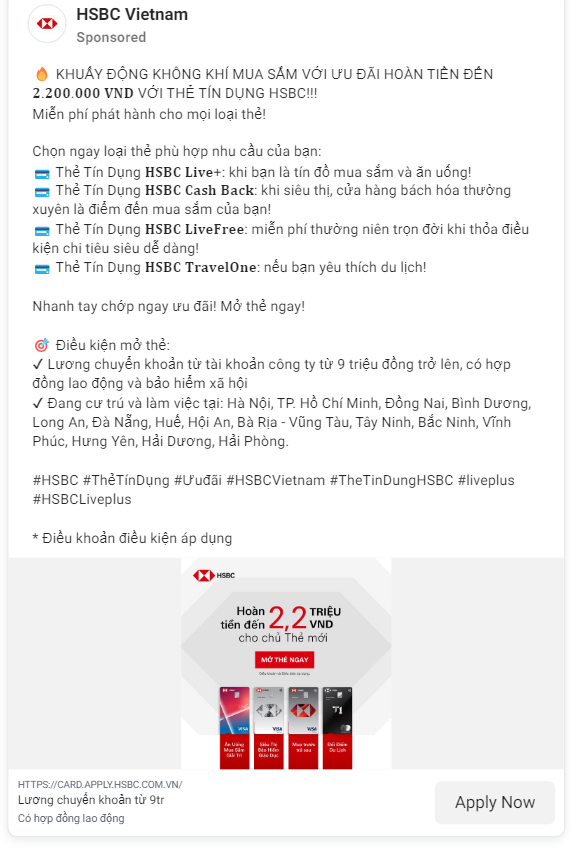 HSBC Vietnam
Sponsored
🔥 KHUẤY ĐỘNG KHÔNG KHÍ MUA SẮM VỚI ƯU ĐÃI HOÀN TIỀN ĐẾN
2.200.000 VND VỚI THẺ TÍN DỤNG HSBC!!!
Miễn phí phát hành cho mọi loại thẻ!
Chọn ngay loại thẻ phù hợp nhu cầu của bạn:
💳 Thẻ Tín Dụng HSBC Live+: khi bạn là tín đồ mua sắm và ăn uống!
💳 Thẻ Tín Dụng HSBC Cash Back: khi siêu thị, cửa hàng bách hóa thường
xuyên là điểm đến mua sắm của bạn!
💳 Thẻ Tín Dụng HSBC LiveFree: miễn phí thường niên trọn đời khi thỏa điều
kiện chi tiêu siêu dễ dàng!
💳 Thẻ Tín Dụng HSBC TravelOne: nếu bạn yêu thích du lịch!
Nhanh tay chớp ngay ưu đãi! Mở thẻ ngay!
🎯 Điều kiện mở thẻ:
✓ Lương chuyển khoản từ tài khoản công ty từ 9 triệu đồng trở lên, có hợp
đồng lao động và bảo hiểm xã hội
✓ Đang cư trú và làm việc tại: Hà Nội, TP. Hồ Chí Minh, Đồng Nai, Bình Dương,
Long An, Đà Nẵng, Huế, Hội An, Bà Rịa - Vũng Tàu, Tây Ninh, Bắc Ninh, Vĩnh
Phúc, Hưng Yên, Hải Dương, Hải Phòng.
#HSBC #ThẻTínDụng #Ưuđãi #HSBCVietnam #TheTinDungHSBC #liveplus
#HSBCLiveplus
* Điều khoản điều kiện áp dụng
HSBC
Hoàn tiền đến 2,2 TRIỆU VND
cho chủ Thẻ mới
MỞ THẺ NGAY
Điều khoản và điều kiện áp dụng.
VISA VISA VISA
Ăn Uống Mua Sắm Giải Trí
Siêu Thị Bảo Hiểm Giáo Dục
Mua trước trả sau
Đổi Điểm Du Lịch
HTTPS://CARD.APPLY.HSBC.COM.VN/
Lương chuyển khoản từ 9tr
Có hợp đồng lao động
Apply Now